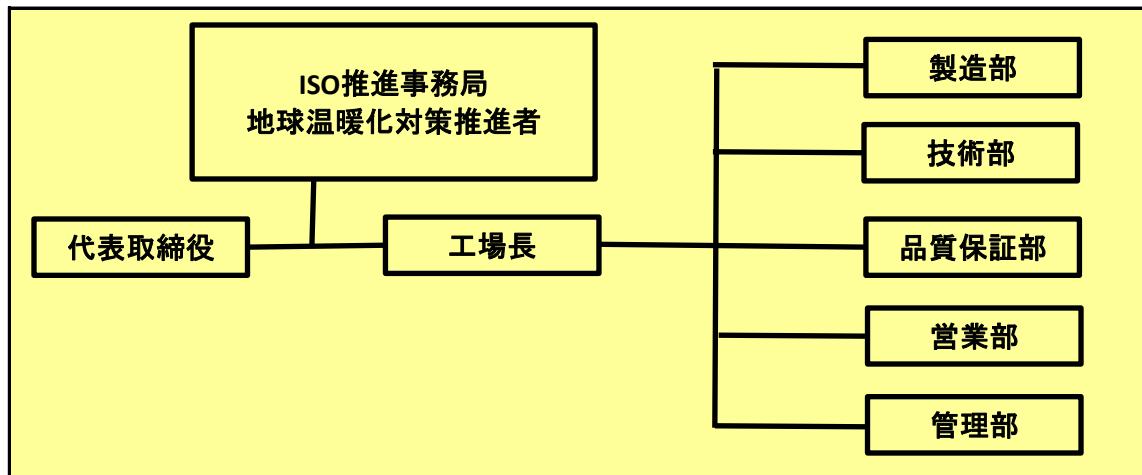 ISO推進事務局
地球温暖化対策推進者
代表取締役
工場長
製造部
技術部
品質保証部
営業部
管理部